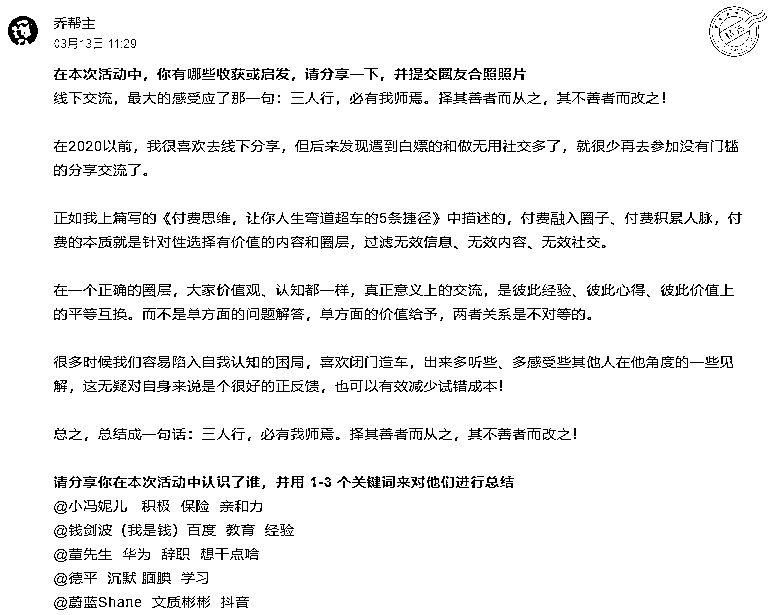 乔帮主
03月13日 11:29
在本次活动中，你有哪些收获或启发，请分享一下，并提交圈友合照照片
线下交流，最大的感受应了那一句：三人行，必有我师焉。择其善者而从之，其不善者而改之！
在2020以前，我很喜欢去线下分享，但后来发现遇到白嫖的和做无用社交多了，就很少再去参加没有门槛
的分享交流了。
正如我上篇写的《付费思维，让你人生弯道超车的5条捷径》中描述的，付费融入圈子、付费积累人脉，付
费的本质就是针对性选择有价值的内容和圈层，过滤无效信息、无效内容、无效社交。
在一个正确的圈层，大家价值观、认知都一样，真正意义上的交流，是彼此经验、彼此心得、彼此价值上
的平等互换。而不是单方面的问题解答，单方面的价值给予，两者关系是不对等的。
很多时候我们容易陷入自我认知的困局，喜欢闭门造车，出来多听些、多感受些其他人在他角度的一些见
解，这无疑对自身来说是个很好的正反馈，也可以有效减少试错成本！
总之，总结成一句话：三人行，必有我师焉。择其善者而从之，其不善者而改之！
请分享你在本次活动中认识了谁，并用 1-3 个关键词来对他们进行总结
@小冯妮儿 积极 保险 亲和力
@钱剑波（我是钱）百度 教育 经验
@董先生 华为 辞职 想干点啥
@德平 沉默 腼腆 学习
@蔚蓝Shane 文质彬彬 抖音